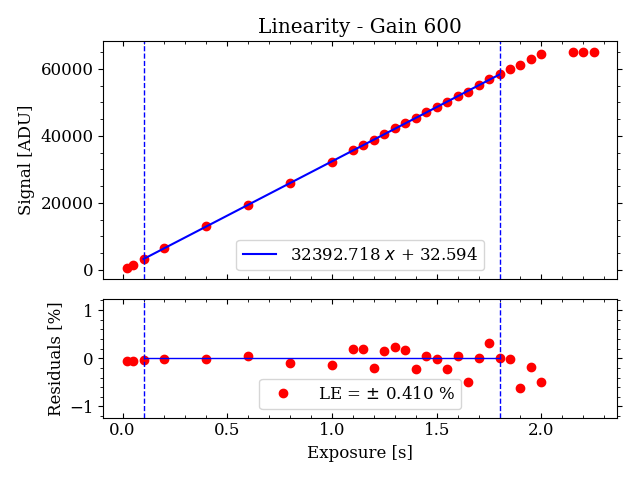 Linearity - Gain 600
Signal [ADU]
60000
40000
20000
0
32392.718 x + 32.594
Residuals [%]
1
0
−1
LE = ± 0.410 %
0.0 0.5 1.0 1.5 2.0
Exposure [s]